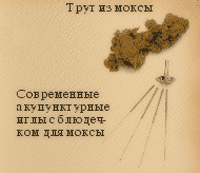 Трут из моксы
Современные
акупунктурные
иглы с блюдеч-
ком для моксы